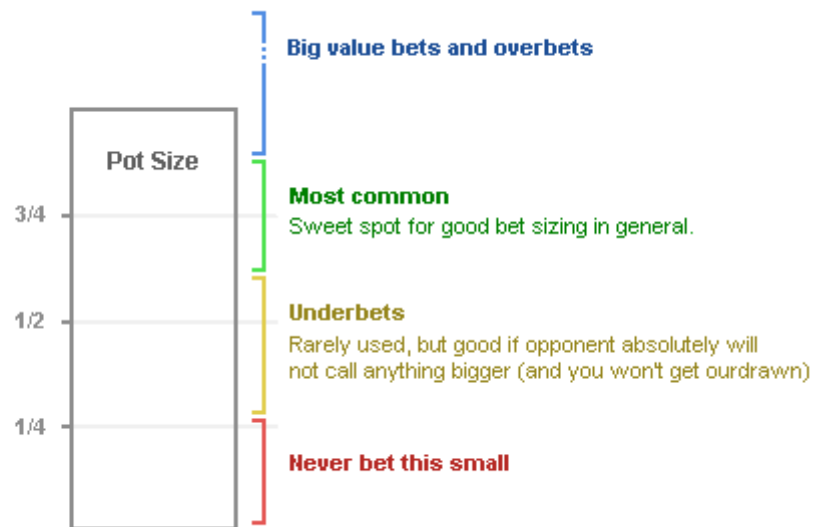 Big value bets and overbets
Pot Size
Most common
3/4
Sweet spot for good bet sizing in general.
Underbets
1/2
Rarely used, but good if opponent absolutely will
not call anything bigger (and you won't get ourdrawn)
1/4
Never bet this small